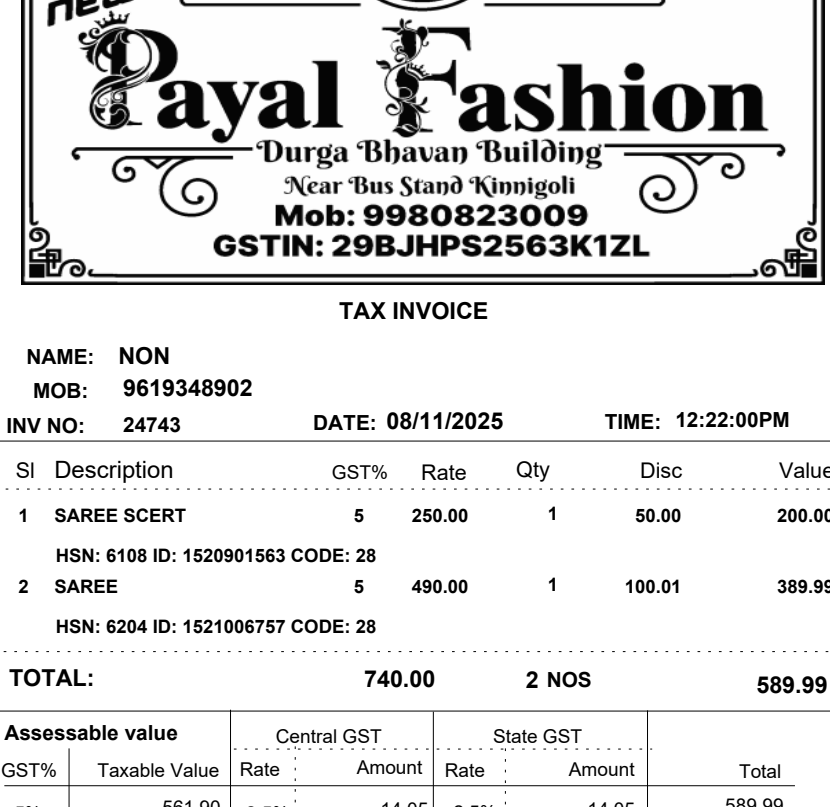 new
Payal Fashion
Durga Bhavan Building
Near Bus Stand Kinnigoli
Mob: 9980823009
GSTIN: 29BJHPS2563K1ZL
TAX INVOICE
NAME: NON
MOB: 9619348902
INV NO: 24743 DATE: 08/11/2025 TIME: 12:22:00PM
Sl Description GST% Rate Qty Disc Value
1 SAREE SCERT 5 250.00 1 50.00 200.00
HSN: 6108 ID: 1520901563 CODE: 28
2 SAREE 5 490.00 1 100.01 389.99
HSN: 6204 ID: 1521006757 CODE: 28
TOTAL: 740.00 2 NOS 589.99
Assessable value Central GST State GST
GST% Taxable Value Rate Amount Rate Amount Total
561.90 14.05 14.05 589.99